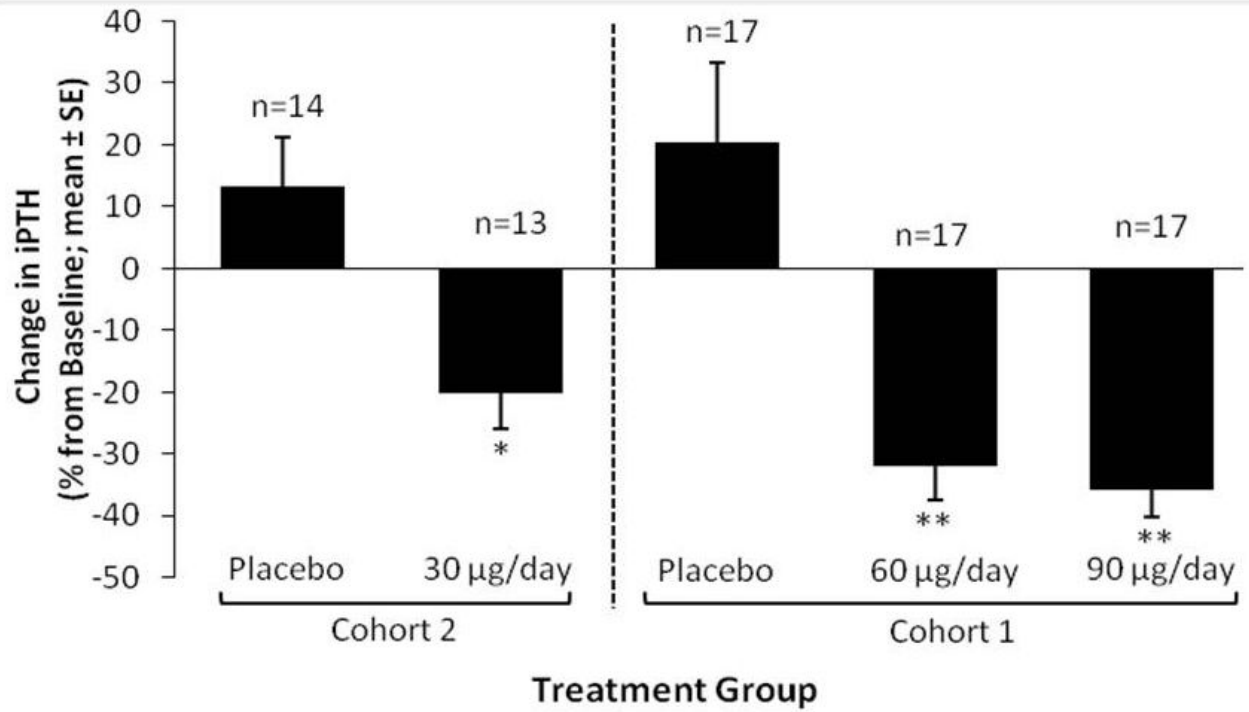 Change in iPTH
(% from Baseline; mean ± SE)
40
30
20
10
0
-10
-20
-30
-40
-50
n=14
n=13
n=17
n=17
n=17
*
**
**
Placebo
30 µg/day
Placebo
60 µg/day
90 µg/day
Cohort 2
Cohort 1
Treatment Group